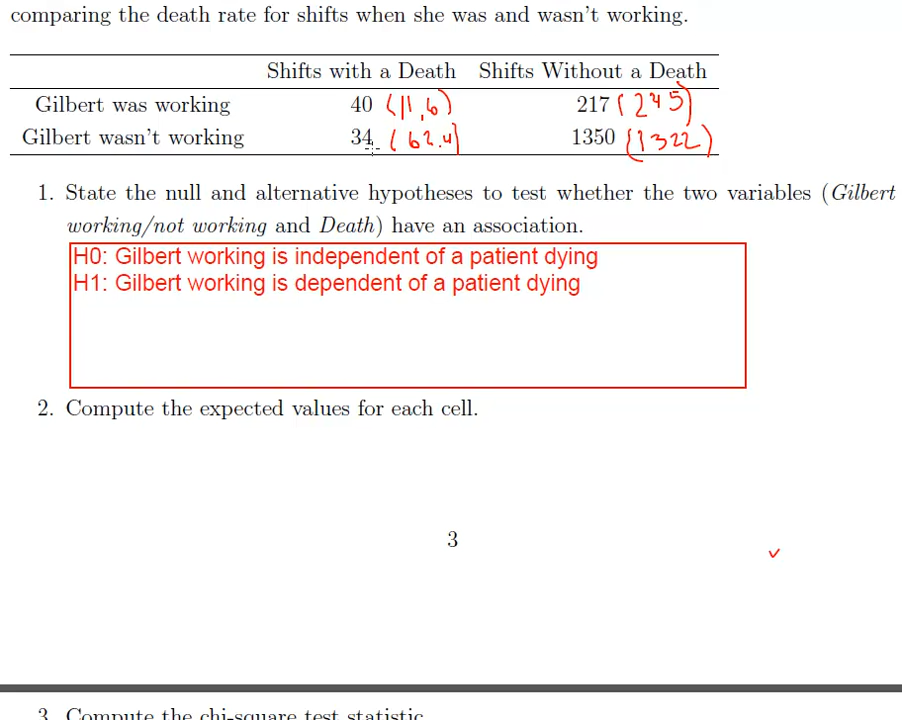 comparing the death rate for shifts when she was and wasn't working.
Shifts with a Death Shifts Without a Death
Gilbert was working 40 (11,6) 217 (245)
Gilbert wasn't working 34 (62.4) 1350 (1322)
1. State the null and alternative hypotheses to test whether the two variables (Gilbert
working/not working and Death) have an association.
H0: Gilbert working is independent of a patient dying
H1: Gilbert working is dependent of a patient dying
2. Compute the expected values for each cell.
3
3. Compute the chi-square test statistic